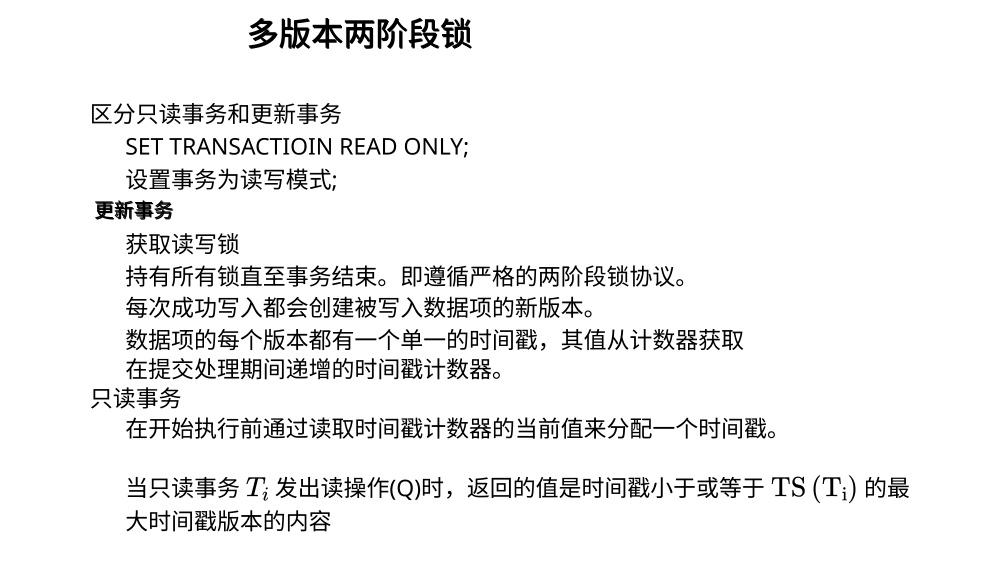 多版本两阶段锁
区分只读事务和更新事务
SET TRANSACTIOIN READ ONLY;
设置事务为读写模式;
更新事务
获取读写锁
持有所有锁直至事务结束。即遵循严格的两阶段锁协议。
每次成功写入都会创建被写入数据项的新版本。
数据项的每个版本都有一个单一的时间戳，其值从计数器获取
在提交处理期间递增的时间戳计数器。
只读事务
在开始执行前通过读取时间戳计数器的当前值来分配一个时间戳。
当只读事务 T_i 发出读操作(Q)时，返回的值是时间戳小于或等于 TS (T_i) 的最
大时间戳版本的内容